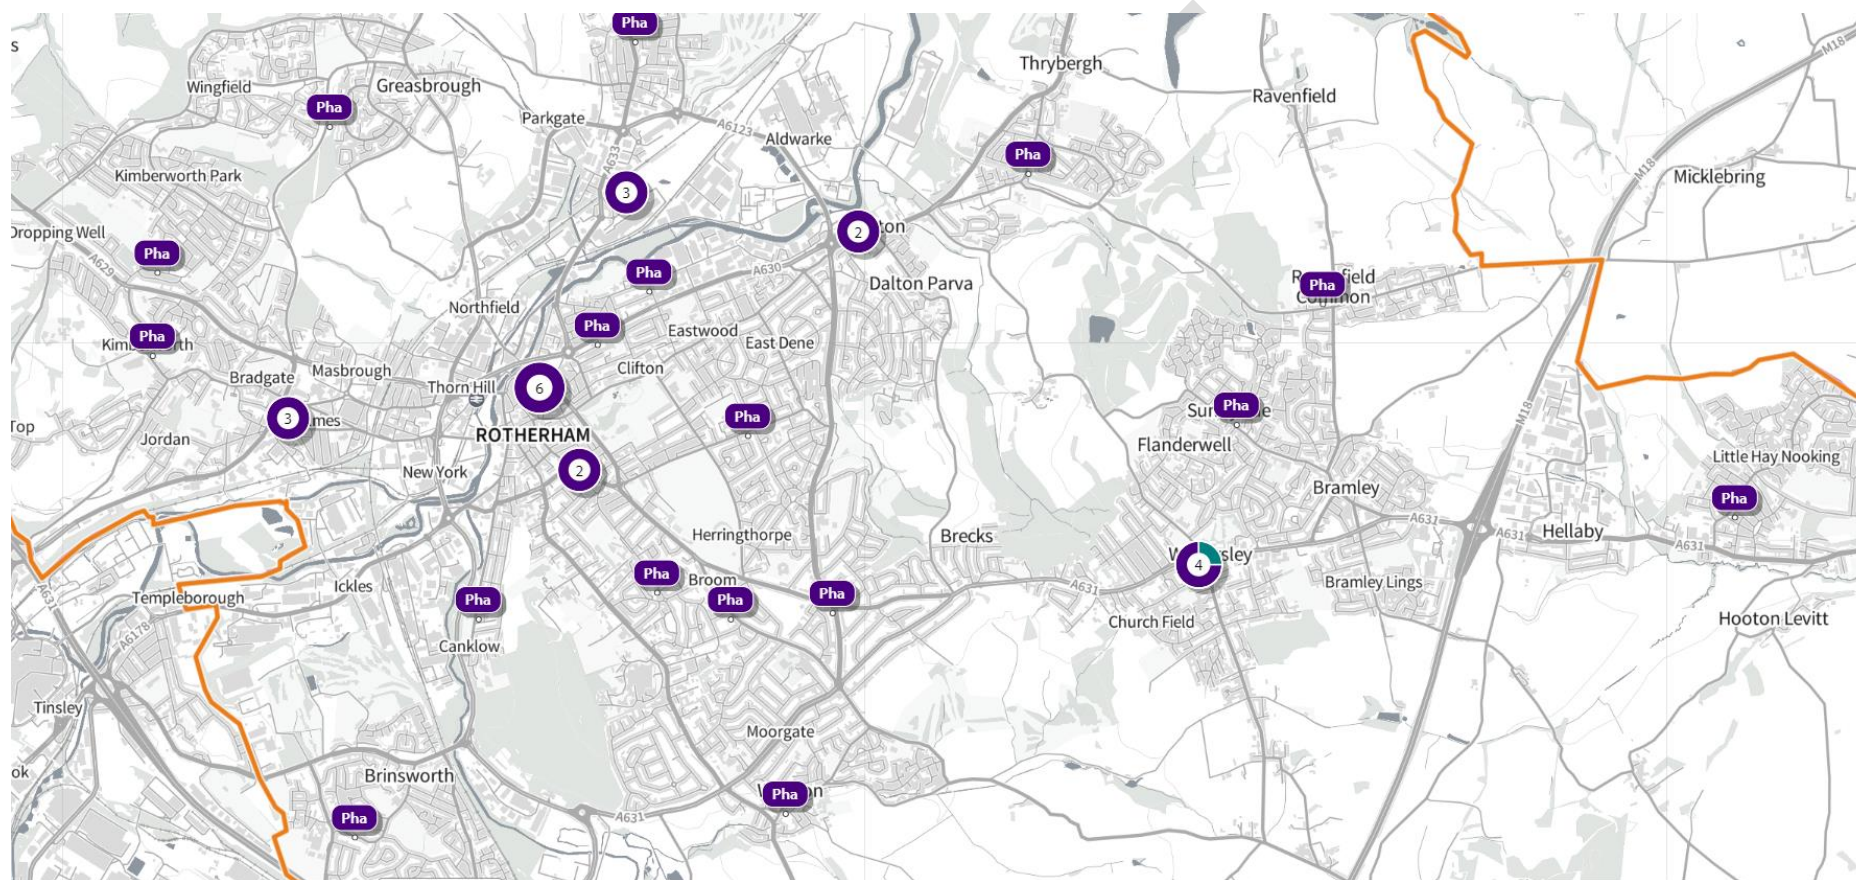 Pha
s
Thrybergh
M18
Wingfield
Greasbrough
Ravenfield
Pha
Parkgate
A6123
Aldwarke
A633
Pha
Kimberworth Park
M18
Micklebring
3
Dropping Well
2
Pha
A629
Pha
A630
Dalton Parva
Pha
Common
Northfield
Pha
Eastwood
East Dene
Pha
Clifton
Masbrough
Bradgate
Thorn Hill
6
3
Pha
Pha
M18
Top
Jordan
ROTHERHAM
Flanderwell
New York
2
Little Hay Nooking
Bramley
Pha
A631
Hellaby
A631
A631
Herringthorpe
Brecks
4
Pha
Broom
Ickles
A631
Bramley Lings
Templeborough
A631
Pha
Pha
Pha
A6178
Church Field
Hooton Levitt
Canklow
Tinsley
Moorgate
ok
Brinsworth
Pha
Pha
A631